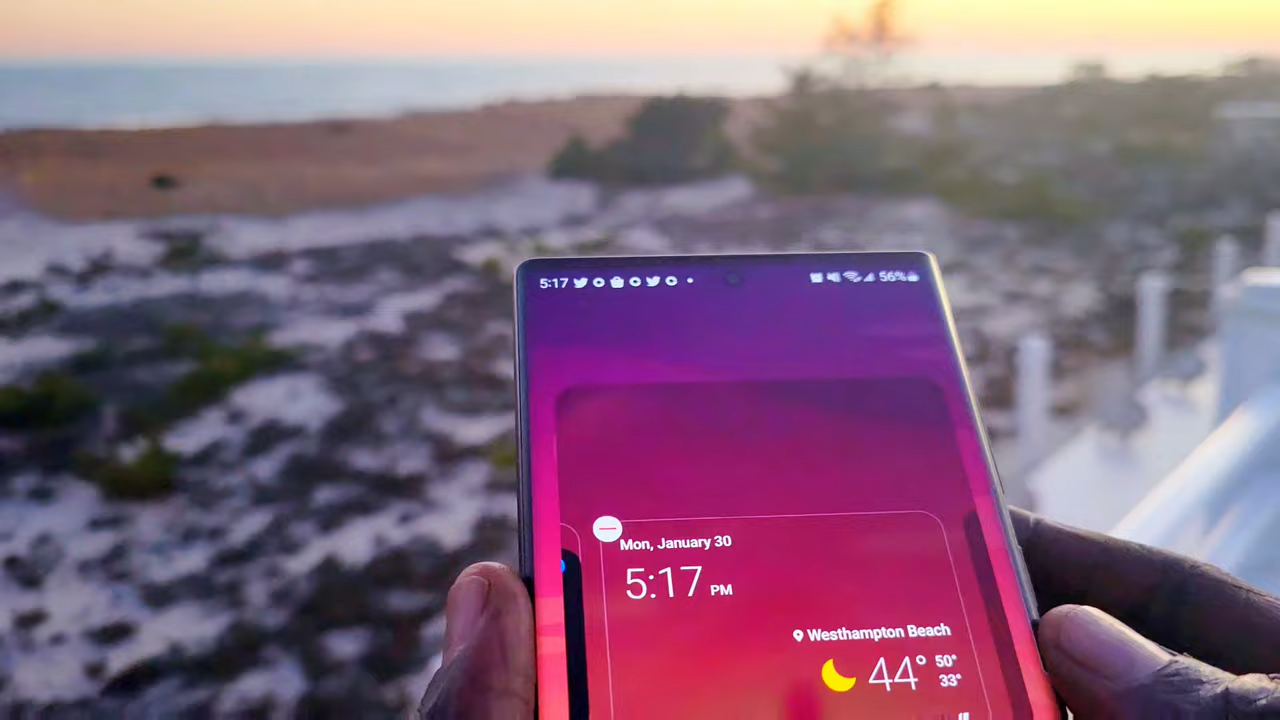 5:17 56%
Mon, January 30
5:17 PM
Westhampton Beach
44° 50°
33°